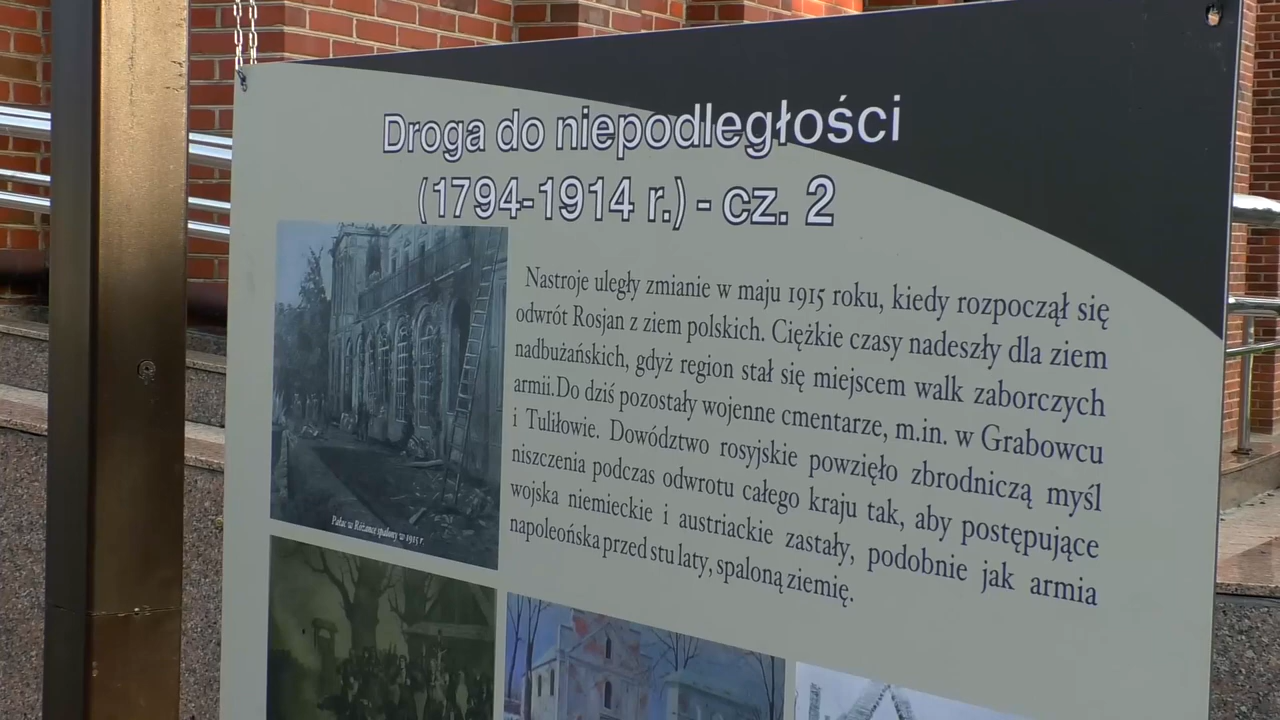 Droga do niepodległości
(1794-1914 r.) - cz. 2
Nastroje uległy zmianie w maju 1915 roku, kiedy rozpoczął się
odwrót Rosjan z ziem polskich. Ciężkie czasy nadeszły dla ziem
nadbużańskich, gdyż region stał się miejscem walk zaborczych
armii.Do dziś pozostały wojenne cmentarze, m.in. w Grabowcu
i Tuliłowie. Dowództwo rosyjskie powzięło zbrodniczą myśl
niszczenia podczas odwrotu całego kraju tak, aby postępujące
wojska niemieckie i austriackie zastały, podobnie jak armia
napoleońska przed stu laty, spaloną ziemię.
Pałac w Różance spalony w 1915 r.